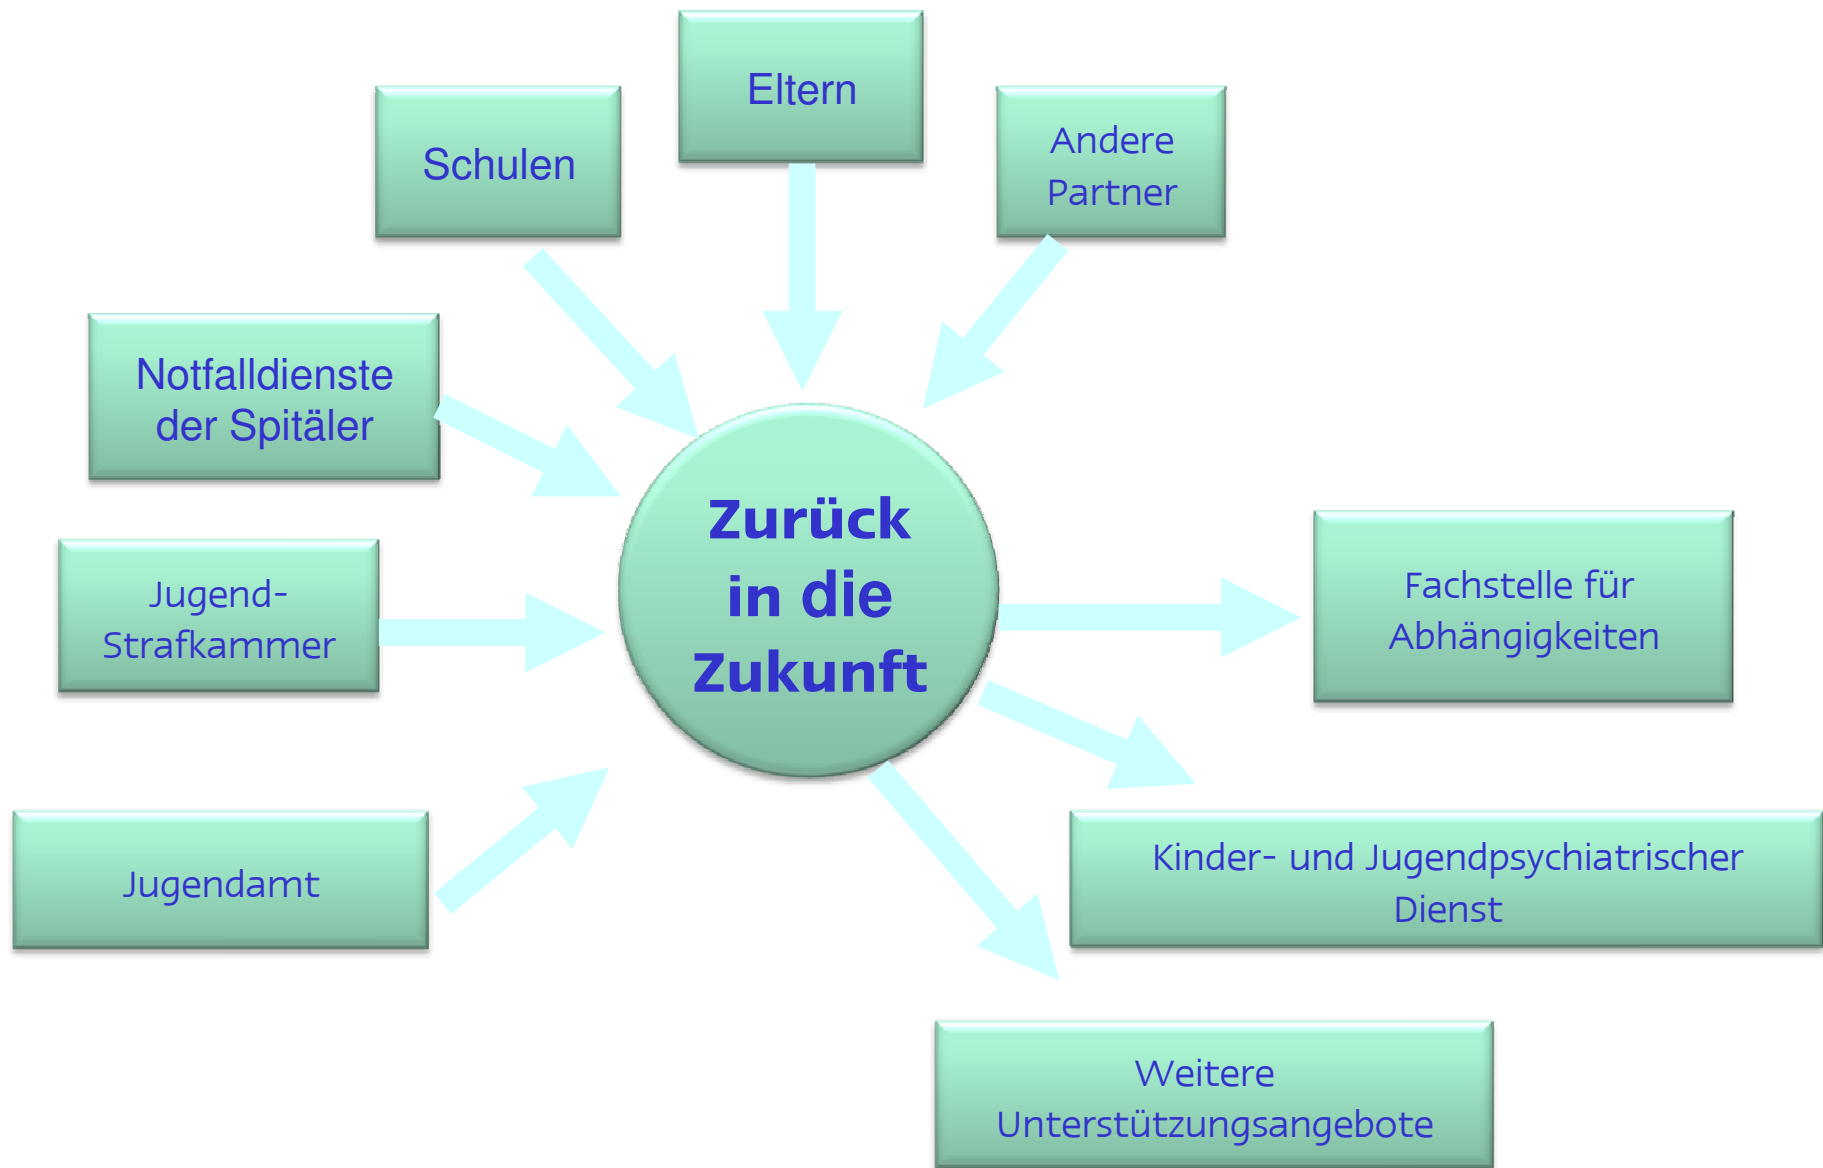 Eltern
Schulen
Andere
Partner
Notfalldienste
der Spitäler
Zurück
in die
Zukunft
Jugend-
Strafkammer
Fachstelle für
Abhängigkeiten
Jugendamt
Kinder- und Jugendpsychiatrischer
Dienst
Weitere
Unterstützungsangebote